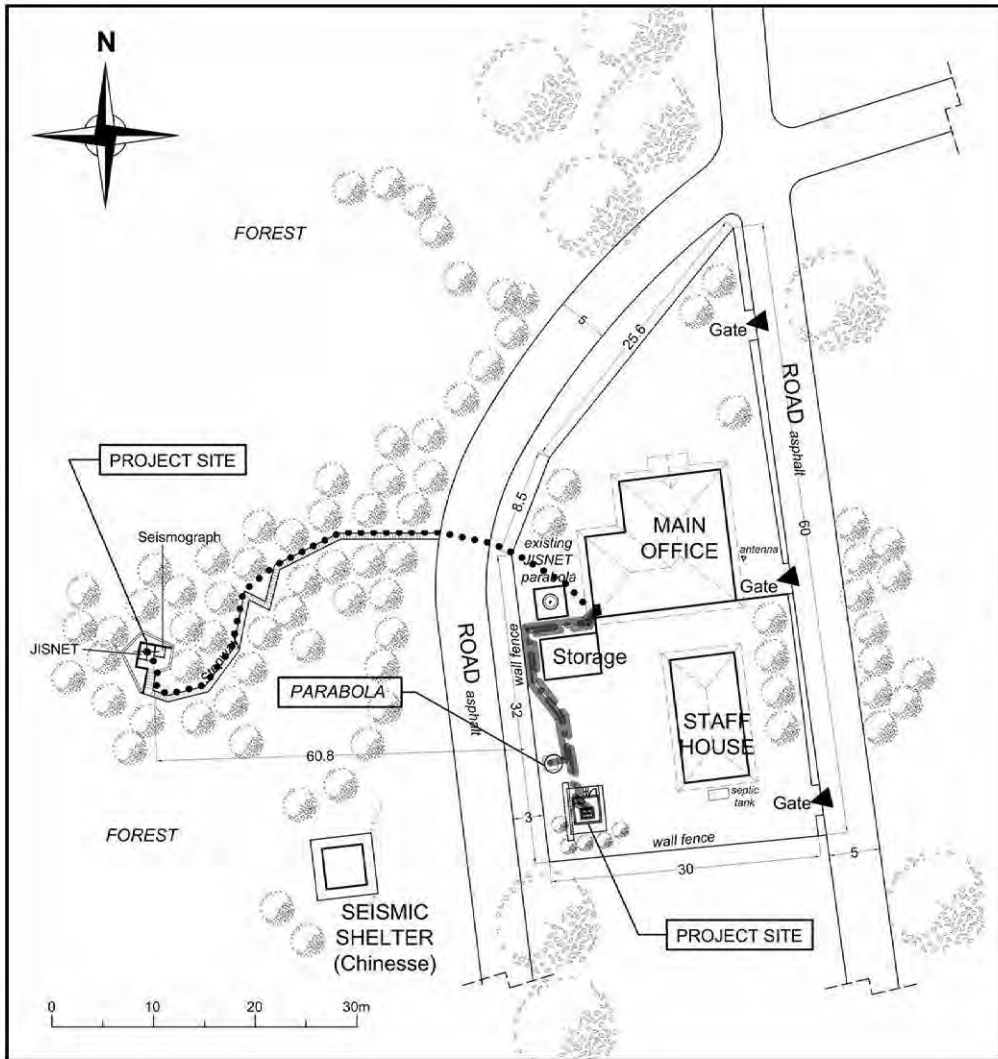 N
FOREST
5
25.6
Gate
ROAD asphalt
PROJECT SITE
8.5
60
Seismograph
MAIN
OFFICE
existing
JISNET
parabola
antenna
Gate
JISNET
ROAD asphalt
wall fence
Storage
PARABOLA
32
STAFF
HOUSE
60.8
septic
tank
Gate
FOREST
3
wall fence
30
5
SEISMIC
SHELTER
(Chinesse)
PROJECT SITE
0 10 20 30m